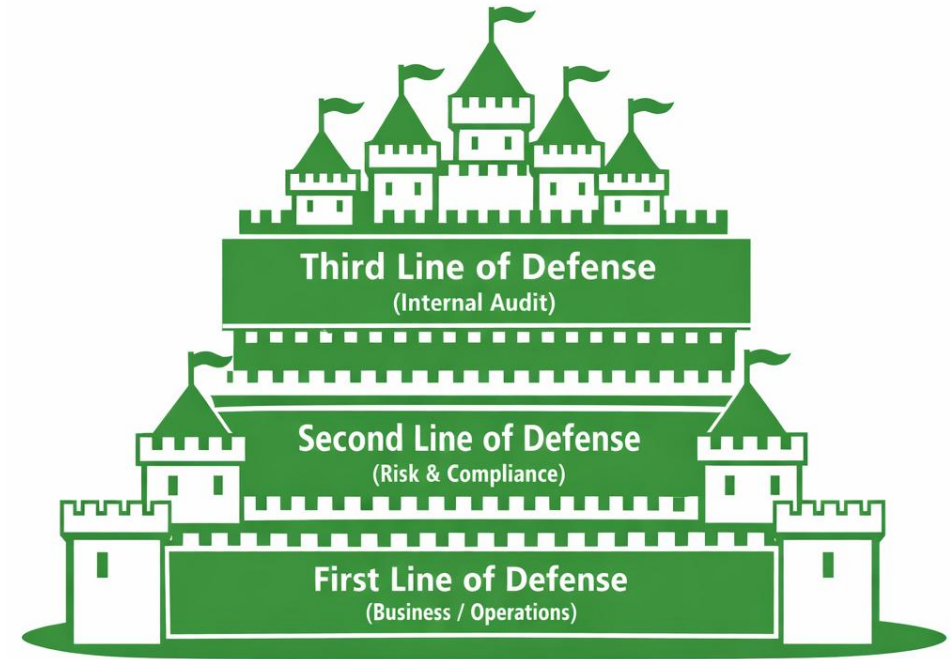 Third Line of Defense
(Internal Audit)
Second Line of Defense
(Risk & Compliance)
First Line of Defense
(Business / Operations)